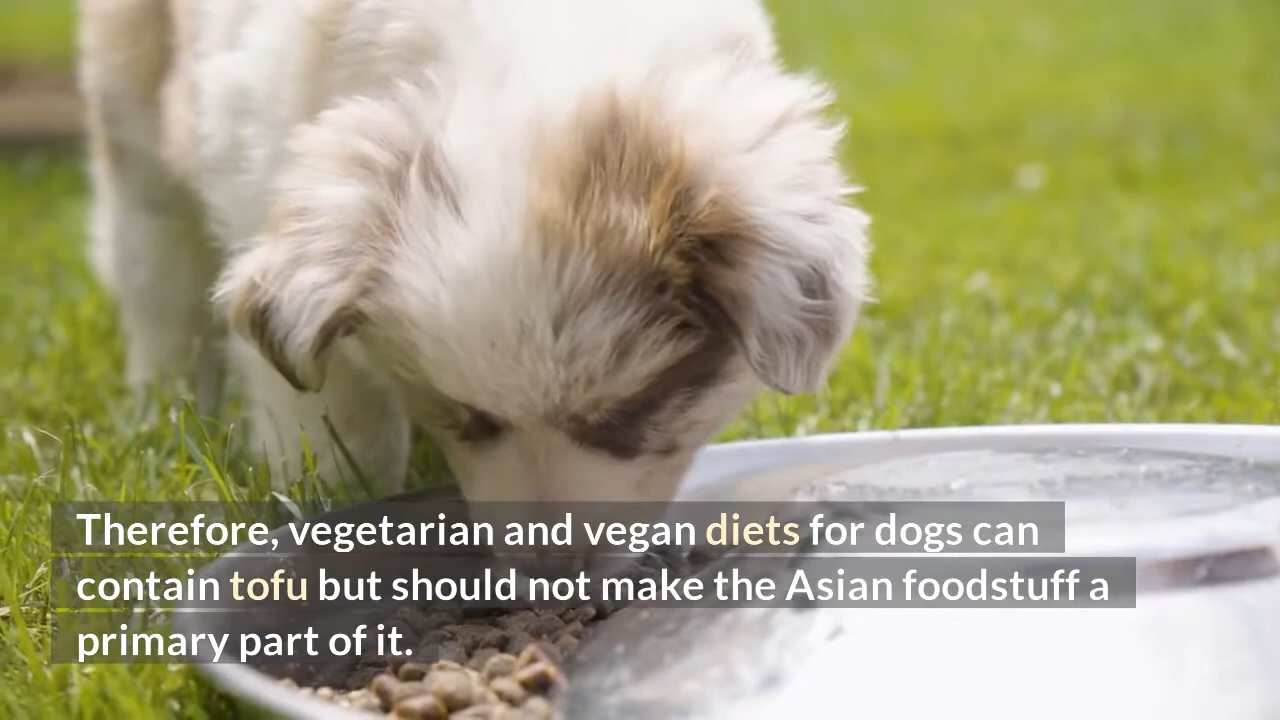 Therefore, vegetarian and vegan diets for dogs can
contain tofu but should not make the Asian foodstuff a
primary part of it.